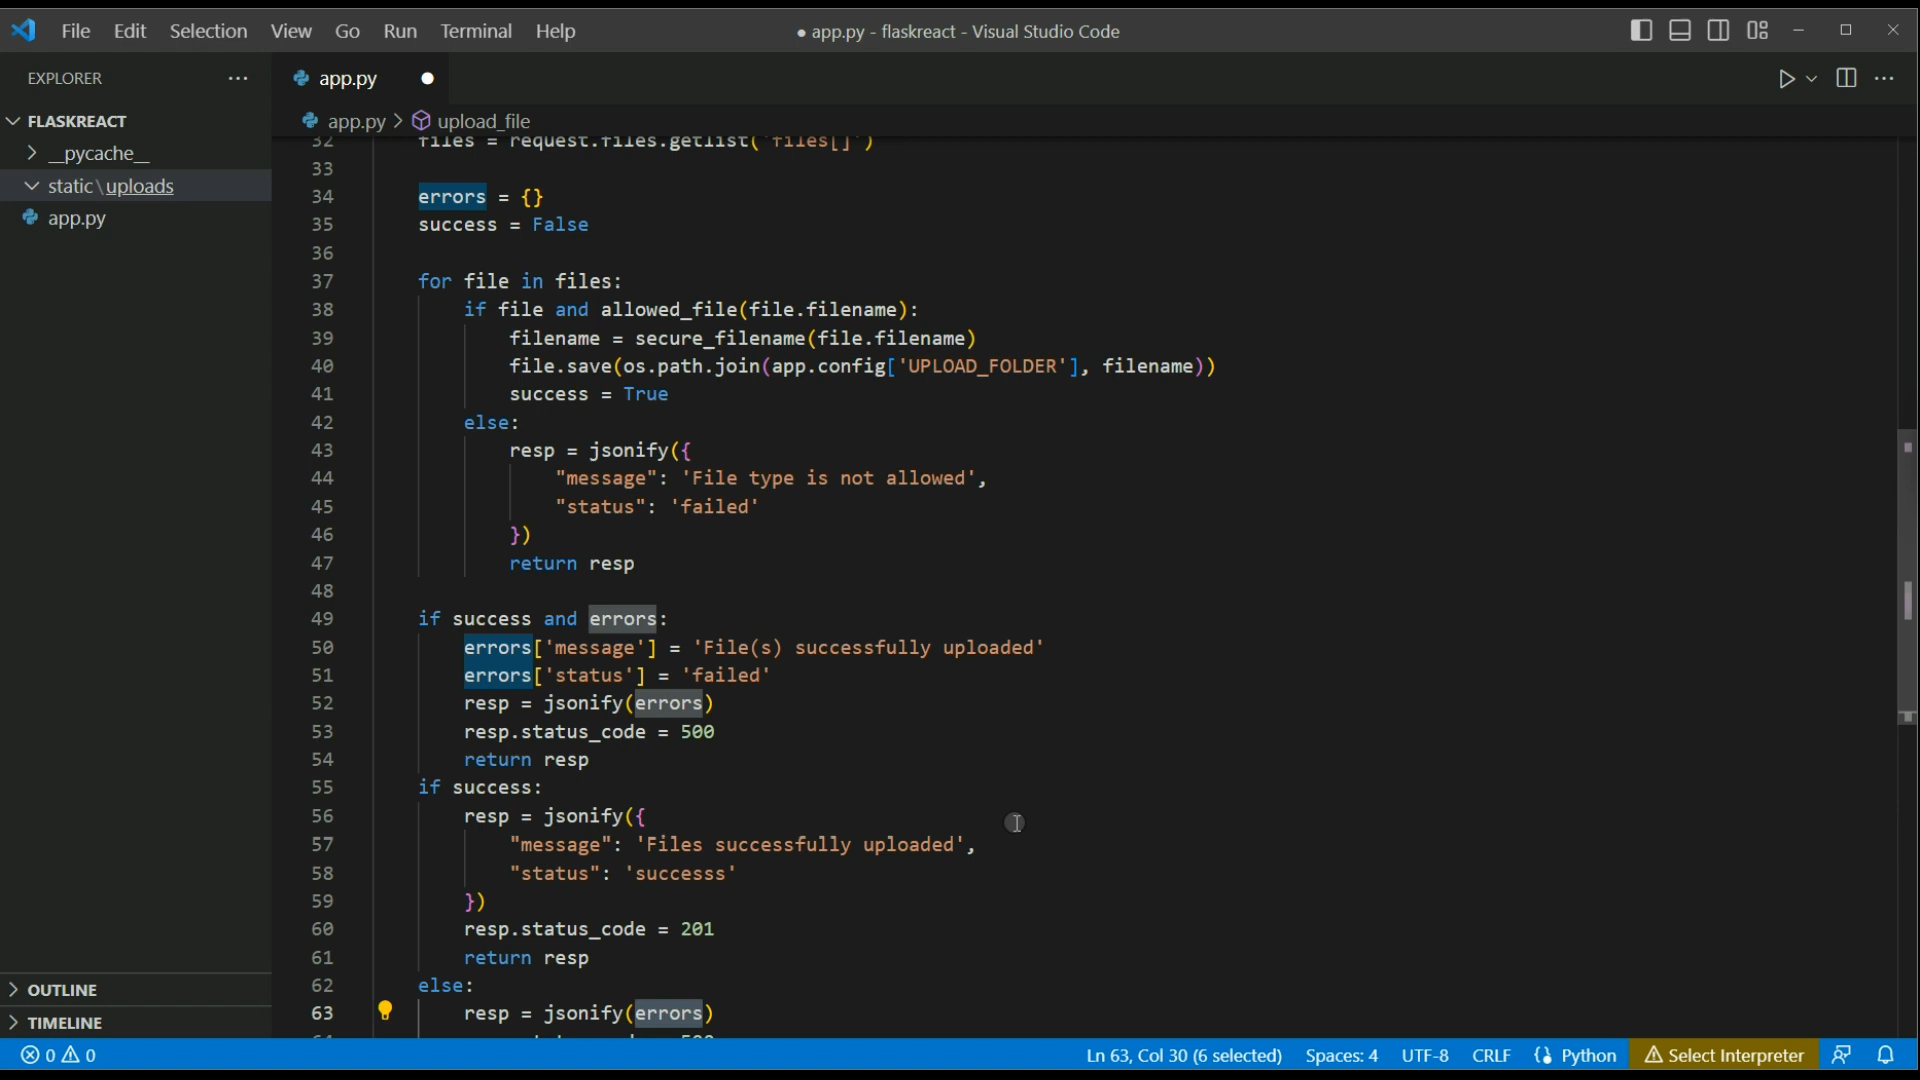 File Edit Selection View Go Run Terminal Help
● app.py - flaskreact - Visual Studio Code
EXPLORER
app.py
FLASKREACT
__pycache__
static\uploads
app.py
app.py > upload_file
32 files = request.files.getlist('files[]')
33
34 errors = {}
35 success = False
36
37 for file in files:
38 if file and allowed_file(file.filename):
39 filename = secure_filename(file.filename)
40 file.save(os.path.join(app.config['UPLOAD_FOLDER'], filename))
41 success = True
42 else:
43 resp = jsonify({
44 "message": 'File type is not allowed',
45 "status": 'failed'
46 })
47 return resp
48
49 if success and errors:
50 errors['message'] = 'File(s) successfully uploaded'
51 errors['status'] = 'failed'
52 resp = jsonify(errors)
53 resp.status_code = 500
54 return resp
55 if success:
56 resp = jsonify({
57 "message": 'Files successfully uploaded',
58 "status": 'successs'
59 })
60 resp.status_code = 201
61 return resp
62 else:
63 resp = jsonify(errors)
OUTLINE
TIMELINE
0 0
Ln 63, Col 30 (6 selected) Spaces: 4 UTF-8 CRLF Python Select Interpreter